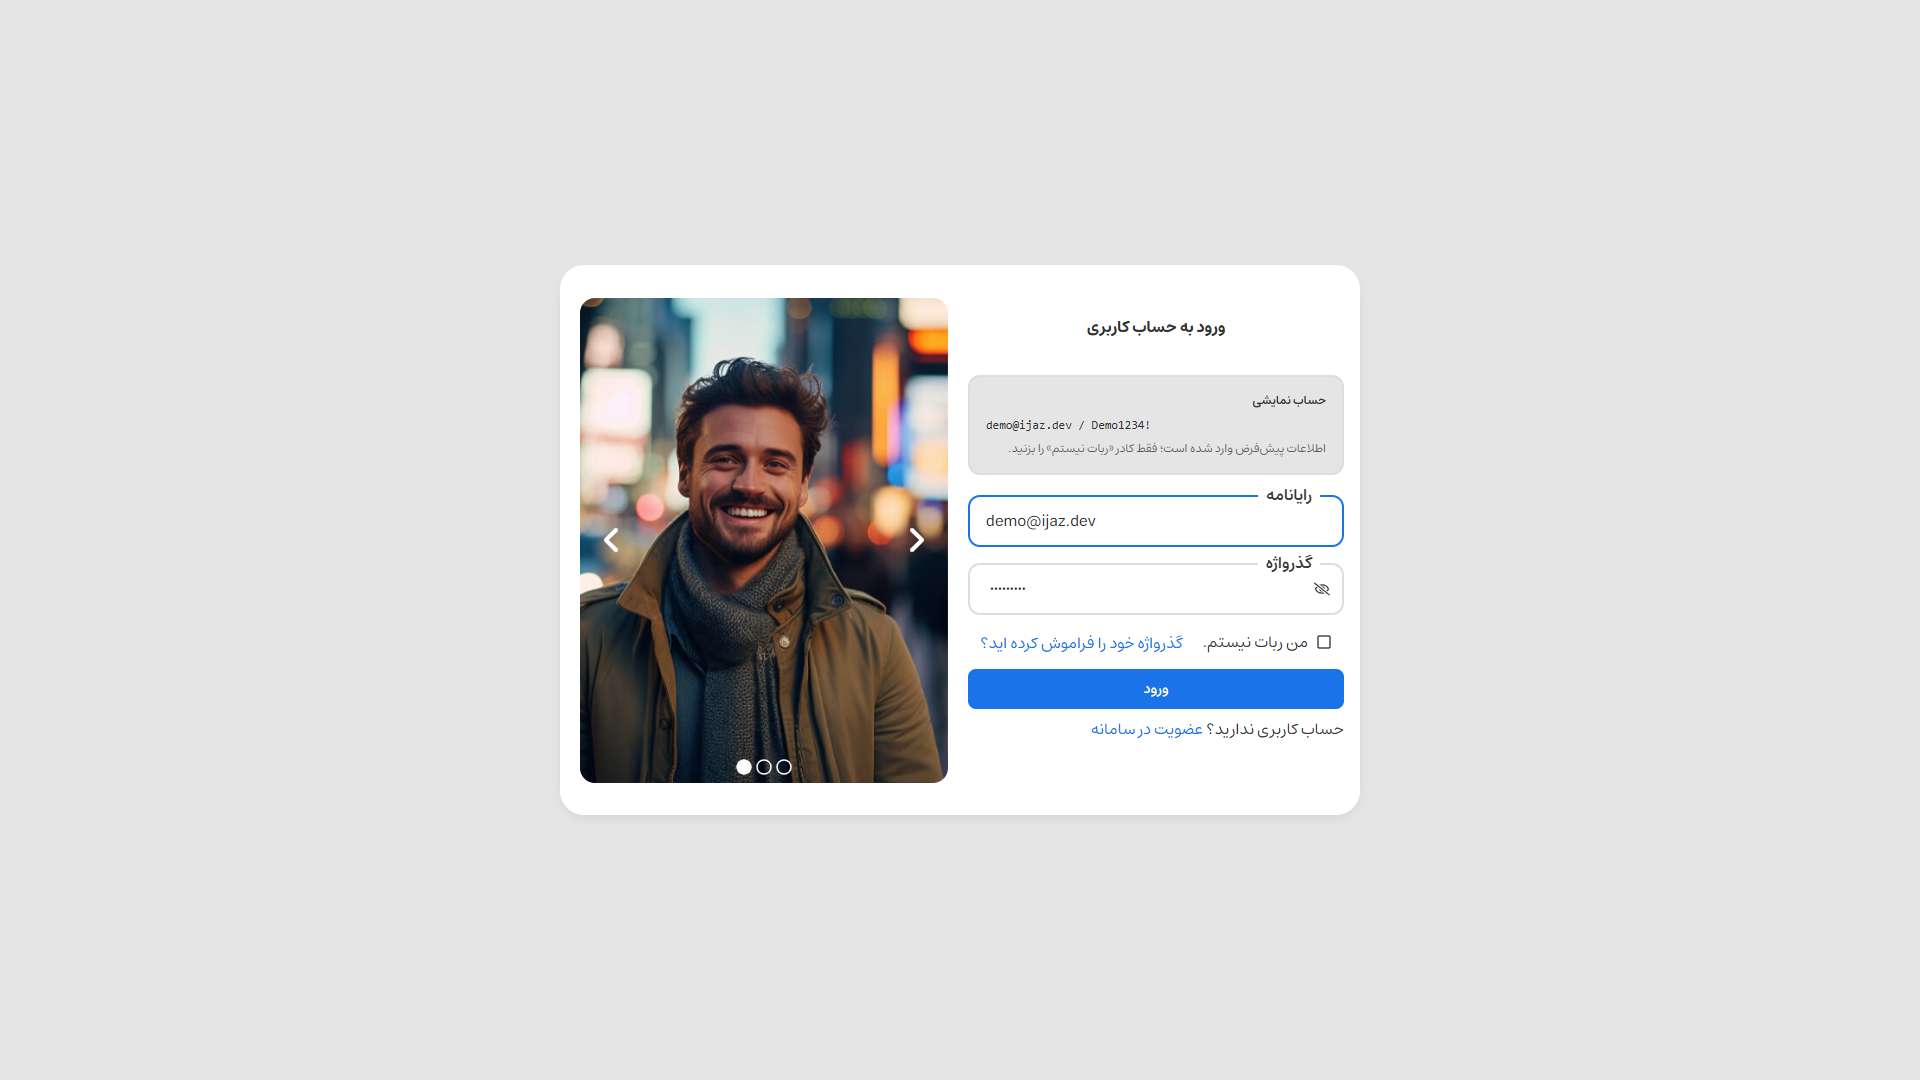 ورود به حساب کاربری
حساب نمایشی
demo@ijaz.dev / Demo1234!
اطلاعات پیش‌فرض وارد شده است؛ فقط کادر «ربات نیستم» را بزنید.
رایانامه
demo@ijaz.dev
گذرواژه
•••••••••
من ربات نیستم.
گذرواژه خود را فراموش کرده اید؟
ورود
حساب کاربری ندارید؟ عضویت در سامانه